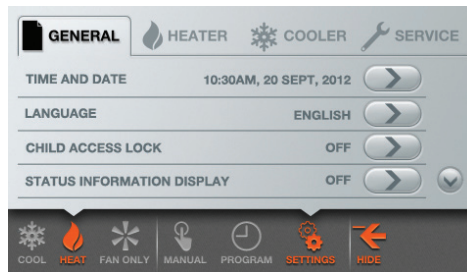 GENERAL HEATER COOLER SERVICE
TIME AND DATE 10:30AM, 20 SEPT, 2012
LANGUAGE ENGLISH
CHILD ACCESS LOCK OFF
STATUS INFORMATION DISPLAY OFF
COOL HEAT FAN ONLY MANUAL PROGRAM SETTINGS HIDE